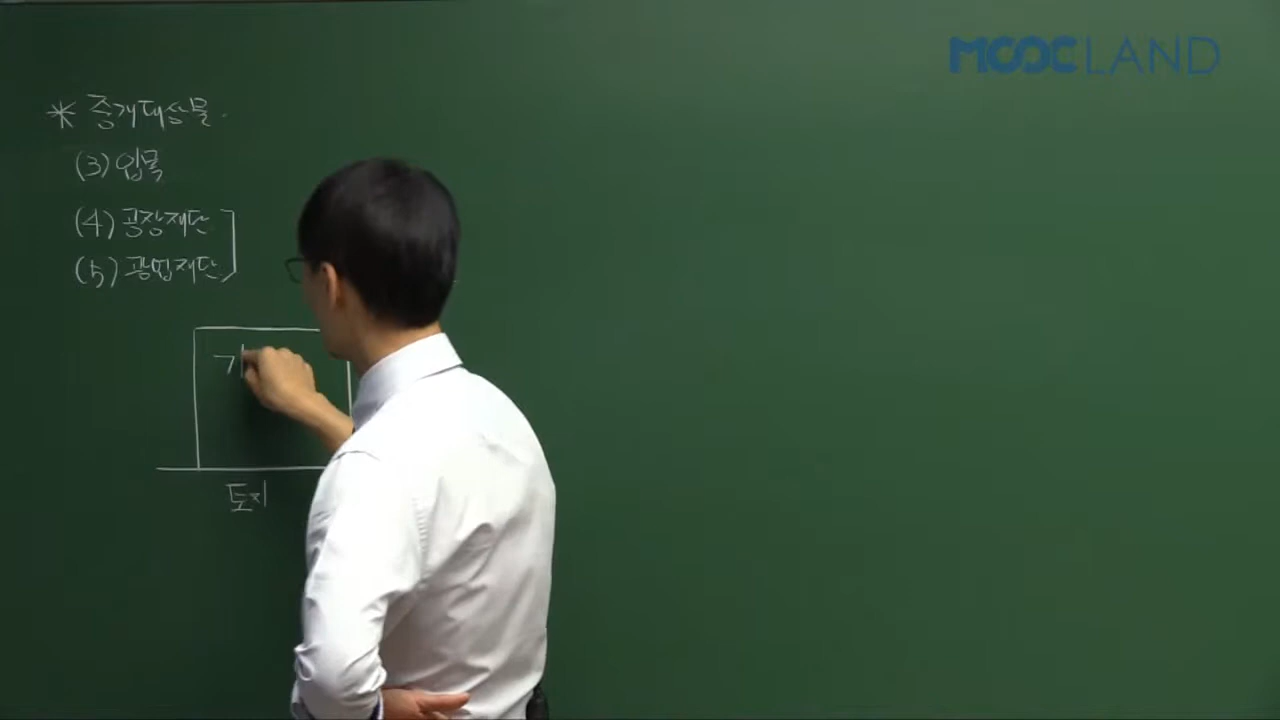 MOOCLAND
* 중개대상물.
(3) 입목
(4) 공장재단
(5) 광업재단
기
토지